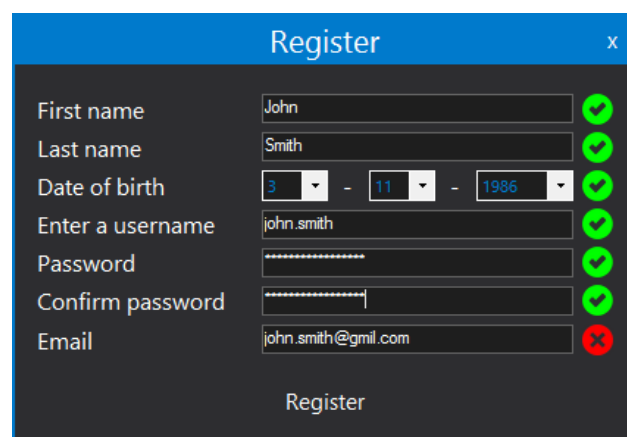 Register x
First name John
Last name Smith
Date of birth 3 - 11 - 1986
Enter a username john.smith
Password *****************
Confirm password *****************
Email john.smith@gmil.com
Register